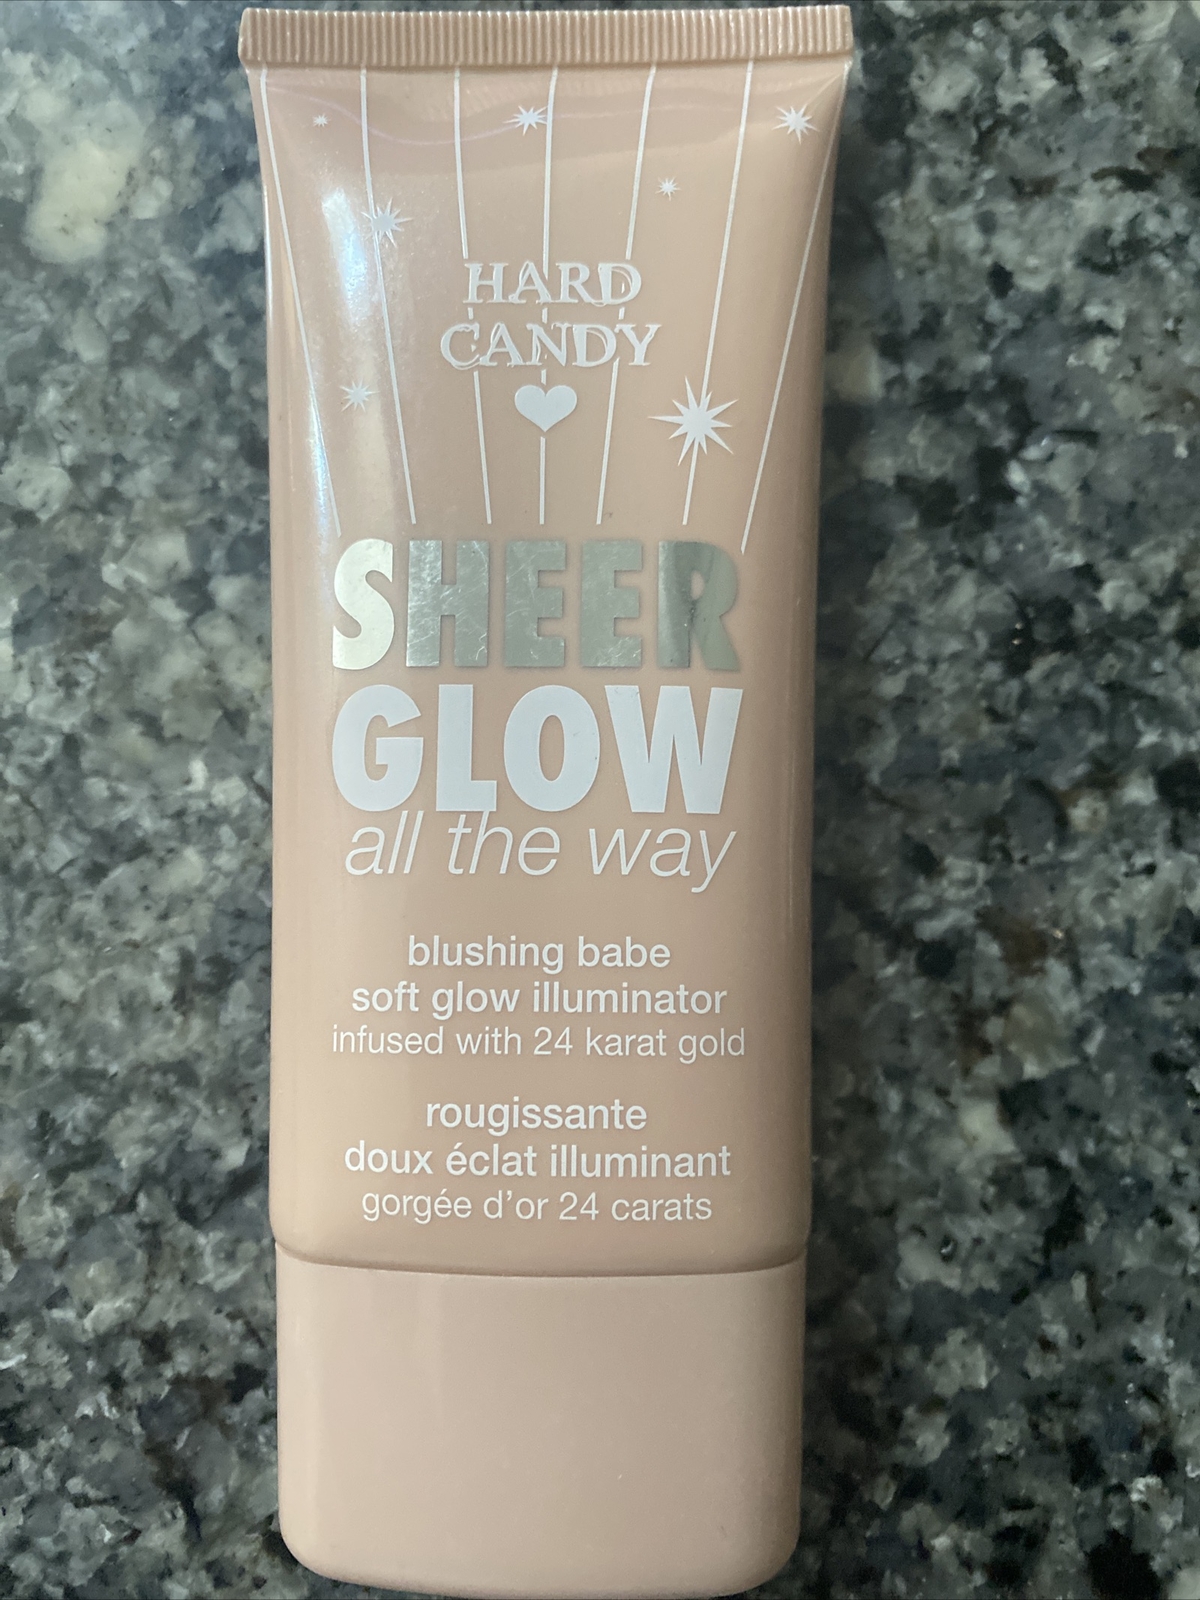 HARD
CANDY
SHEER
GLOW
all the way
blushing babe
soft glow illuminator
infused with 24 karat gold
rougissante
doux éclat illuminant
gorgée d'or 24 carats